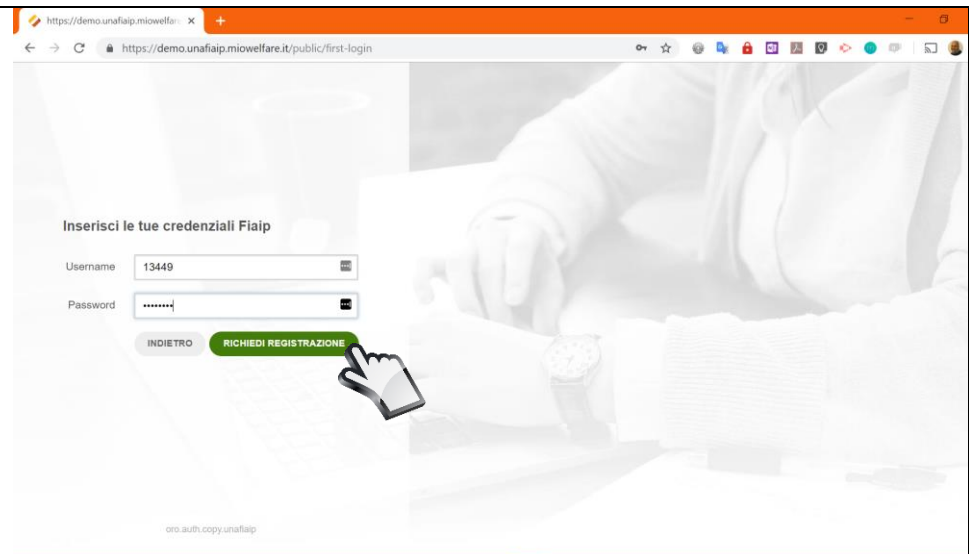 https://demo.unafiaip.miowelfar
https://demo.unafiaip.miowelfare.it/public/first-login
Inserisci le tue credenziali Fiaip
Username 13449
Password ••••••••
INDIETRO RICHIEDI REGISTRAZIONE
oro.auth.copy.unafiaip